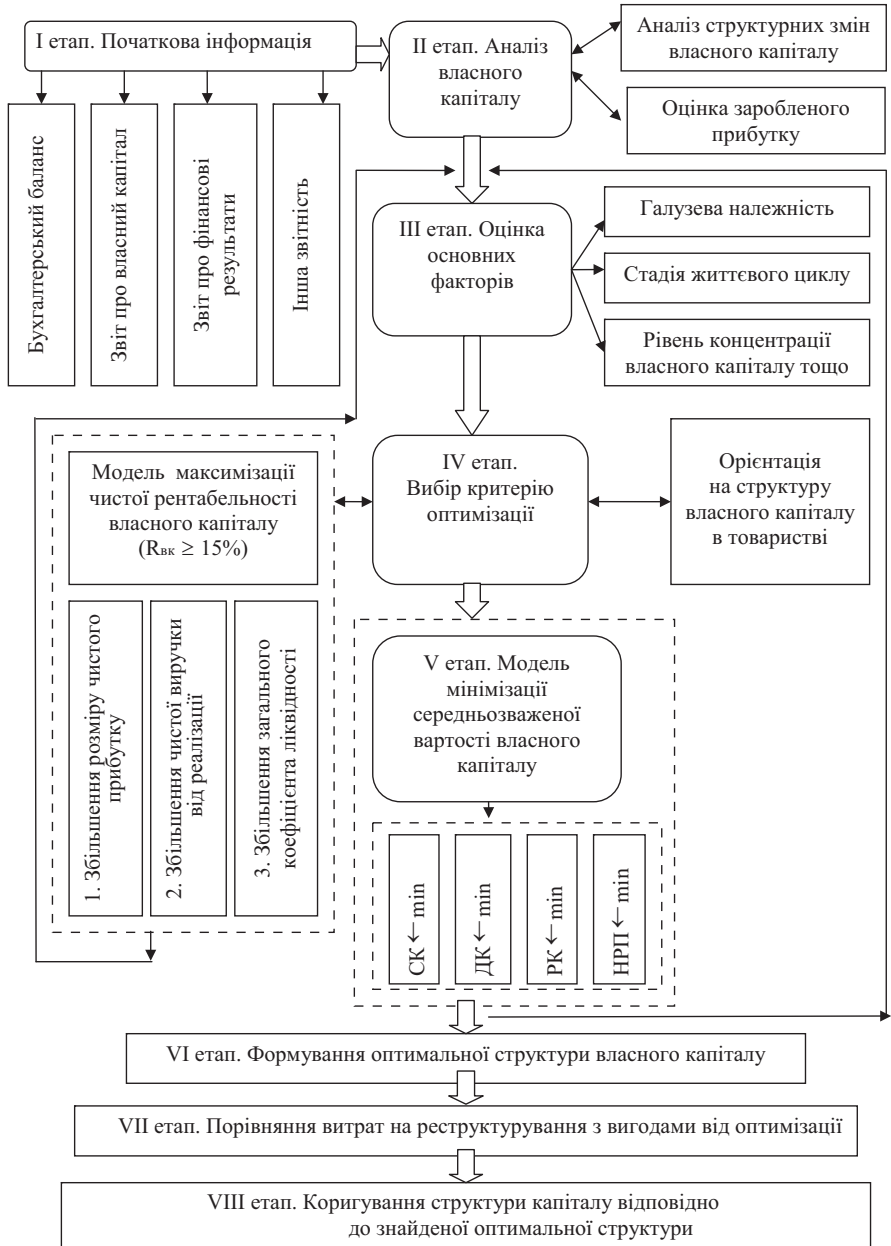 I етап. Початкова інформація
II етап. Аналіз
власного
капіталу
Аналіз структурних змін
власного капіталу
Оцінка заробленого
прибутку
Бухгалтерський баланс
Звіт про власний капітал
Звіт про фінансові
результати
Інша звітність
III етап. Оцінка
основних
факторів
Галузева належність
Стадія життєвого циклу
Рівень концентрації
власного капіталу тощо
Модель максимізації
чистої рентабельності
власного капіталу
(Rвк ≥ 15%)
IV етап.
Вибір критерію
оптимізації
Орієнтація
на структуру
власного капіталу
в товаристві
1. Збільшення розміру чистого
прибутку
2. Збільшення чистої виручки
від реалізації
3. Збільшення загального
коефіцієнта ліквідності
V етап. Модель
мінімізації
середньозваженої
вартості власного
капіталу
СК ← min
ДК ← min
РК ← min
НРП ← min
VI етап. Формування оптимальної структури власного капіталу
VII етап. Порівняння витрат на реструктурування з вигодами від оптимізації
VIII етап. Коригування структури капіталу відповідно
до знайденої оптимальної структури